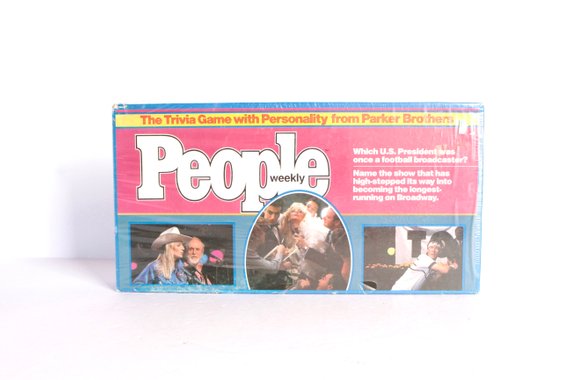 The Trivia Game with Personality from Parker Brothers
People
weekly
Which U.S. President was
once a football broadcaster?
Name the show that has
high-stepped its way into
becoming the longest-
running on Broadway.